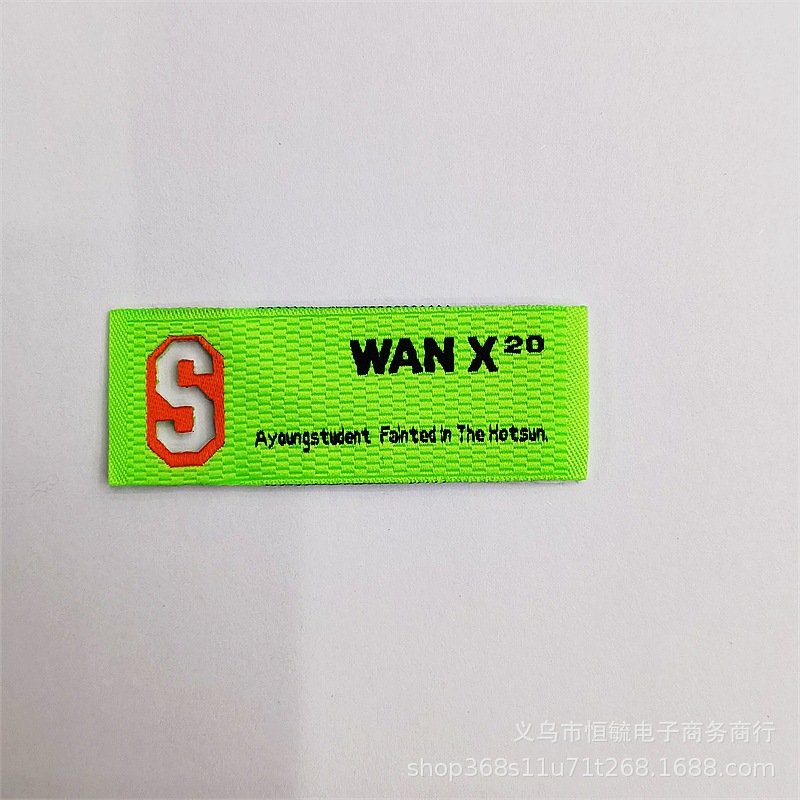 S
WAN X 20
Ayoungstudent Fainted in The Hotsun.
义乌市恒毓电子商务商行
shop368s11u71t268.1688.com